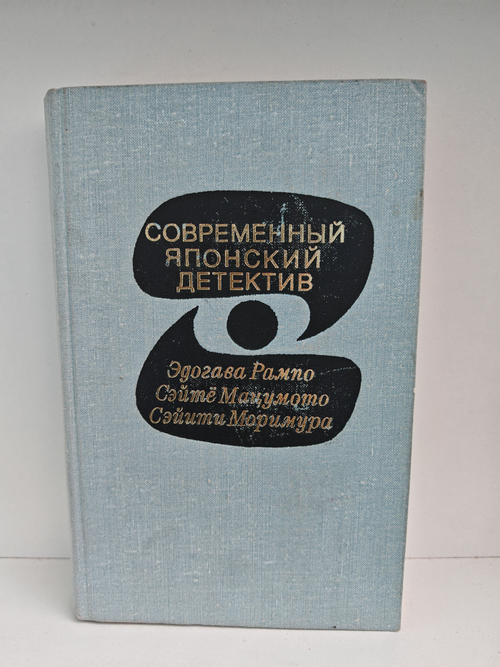 СОВРЕМЕННЫЙ
ЯПОНСКИЙ
ДЕТЕКТИВ
Эдогава Рампо
Сэйтё Мацумото
Сэйити Моримура